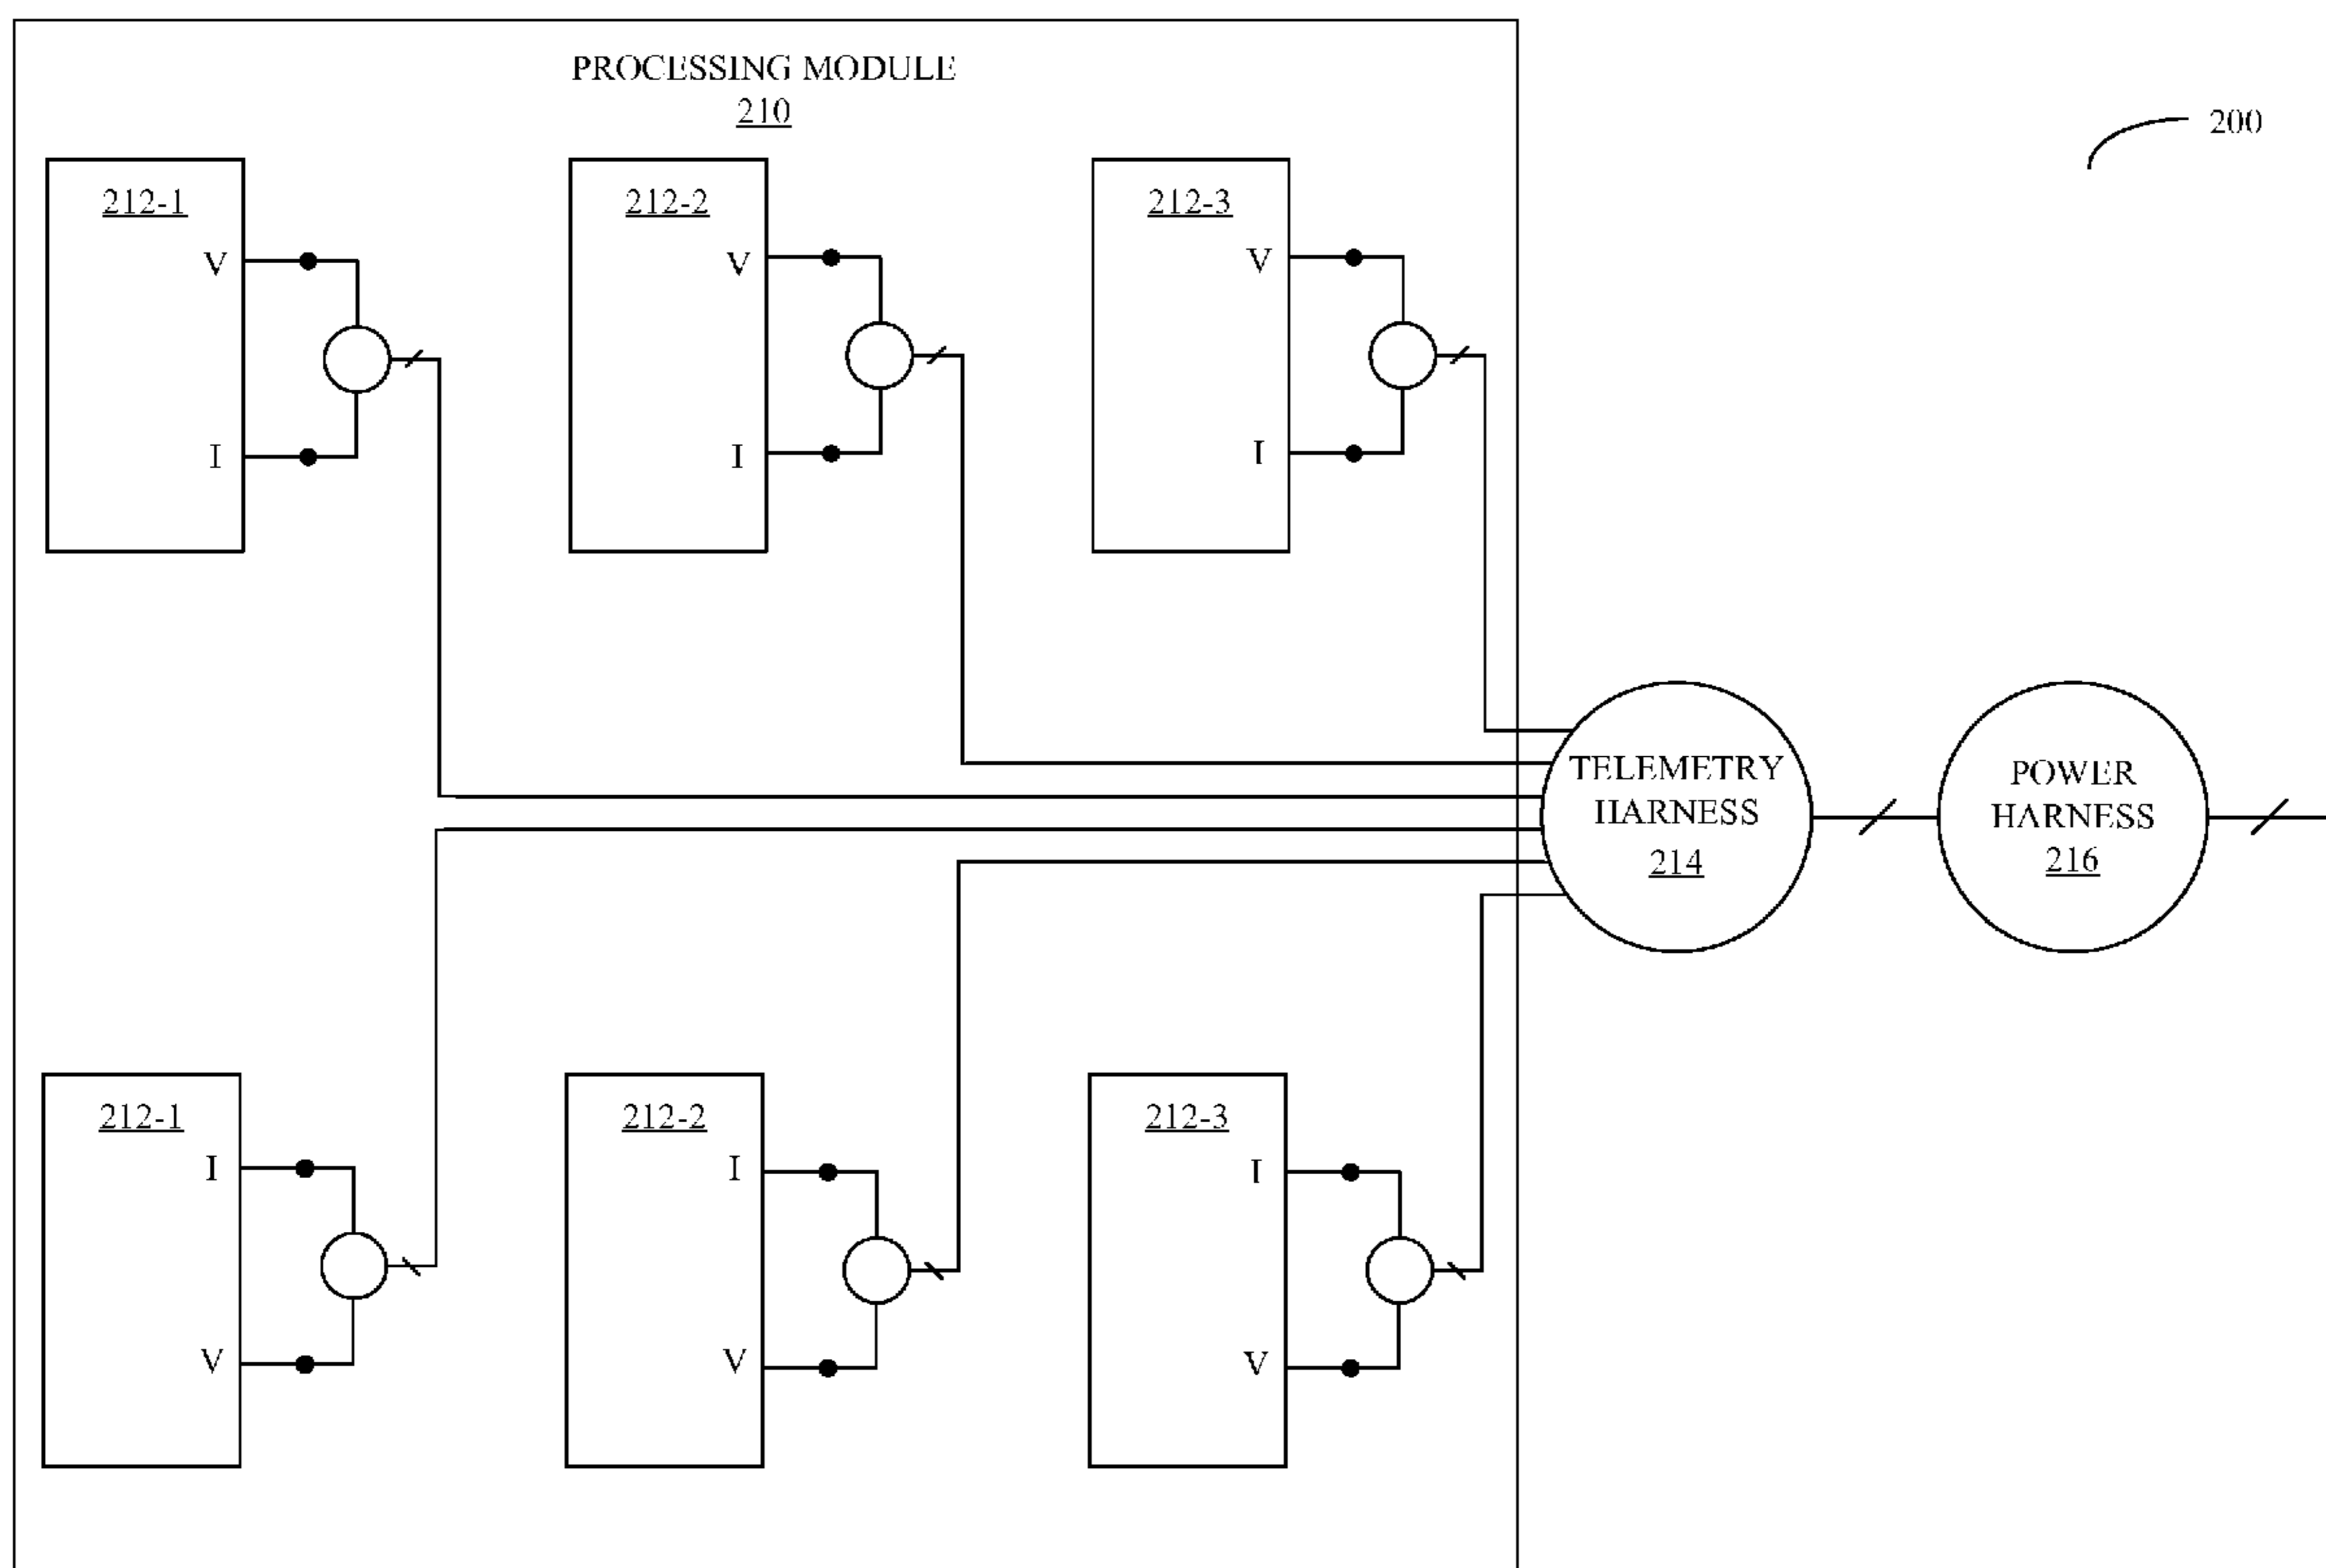 PROCESSING MODULE
210
200
212-1
V
I
212-2
V
I
212-3
V
I
TELEMETRY
HARNESS
214
POWER
HARNESS
216
212-1
I
V
212-2
I
V
212-3
I
V